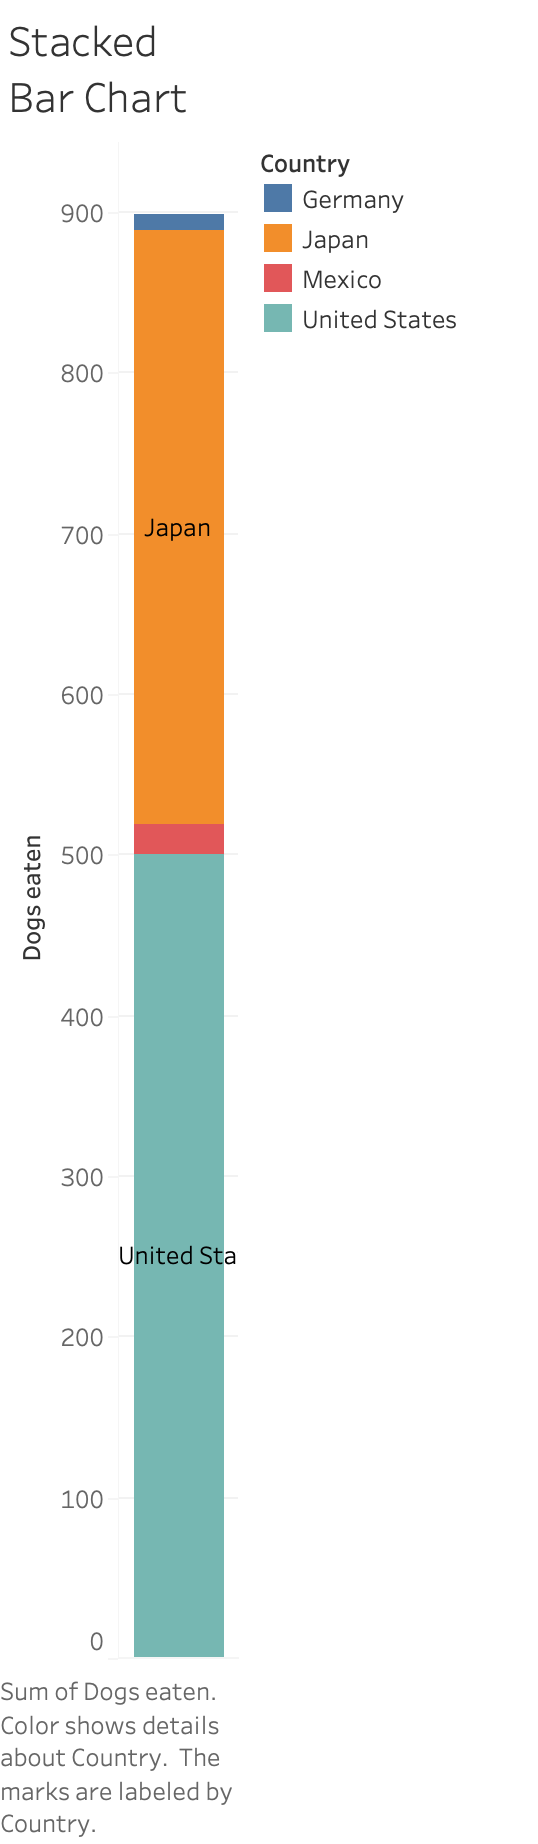 Stacked
Bar Chart
Country
Germany
Japan
Mexico
United States
900
800
700
600
500
400
300
200
100
0
Dogs eaten
Japan
United Sta
Sum of Dogs eaten.
Color shows details
about Country. The
marks are labeled by
Country.